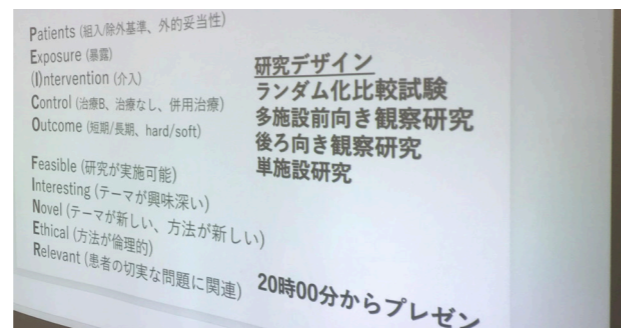 Patients (組入/除外基準、外的妥当性)
Exposure (暴露)
(I)ntervention (介入)
Control (治療B、治療なし、併用治療)
Outcome (短期/長期、hard/soft)
Feasible (研究が実施可能)
Interesting (テーマが興味深い)
Novel (テーマが新しい、方法が新しい)
Ethical (方法が倫理的)
Relevant (患者の切実な問題に関連)
研究デザイン
ランダム化比較試験
多施設前向き観察研究
後ろ向き観察研究
単施設研究
20時00分からプレゼン